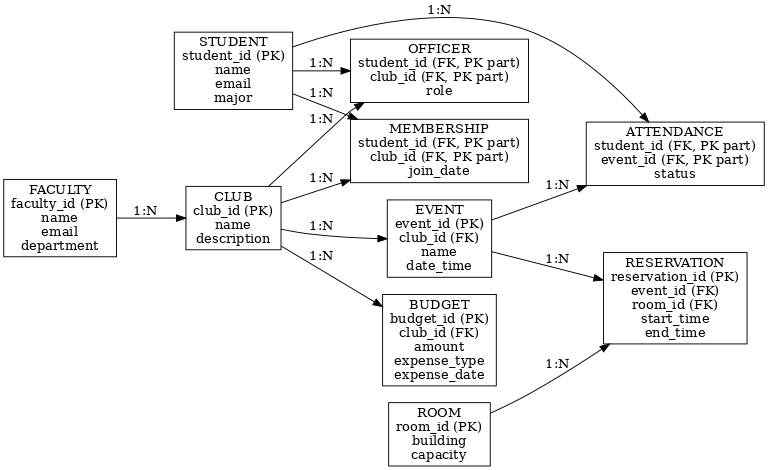 1:N
STUDENT
student_id (PK)
name
email
major
1:N
1:N
1:N
OFFICER
student_id (FK, PK part)
club_id (FK, PK part)
role
MEMBERSHIP
student_id (FK, PK part)
club_id (FK, PK part)
join_date
ATTENDANCE
student_id (FK, PK part)
event_id (FK, PK part)
status
FACULTY
faculty_id (PK)
name
email
department
1:N
CLUB
club_id (PK)
name
description
1:N
1:N
1:N
EVENT
event_id (PK)
club_id (FK)
name
date_time
1:N
1:N
RESERVATION
reservation_id (PK)
event_id (FK)
room_id (FK)
start_time
end_time
BUDGET
budget_id (PK)
club_id (FK)
amount
expense_type
expense_date
1:N
ROOM
room_id (PK)
building
capacity